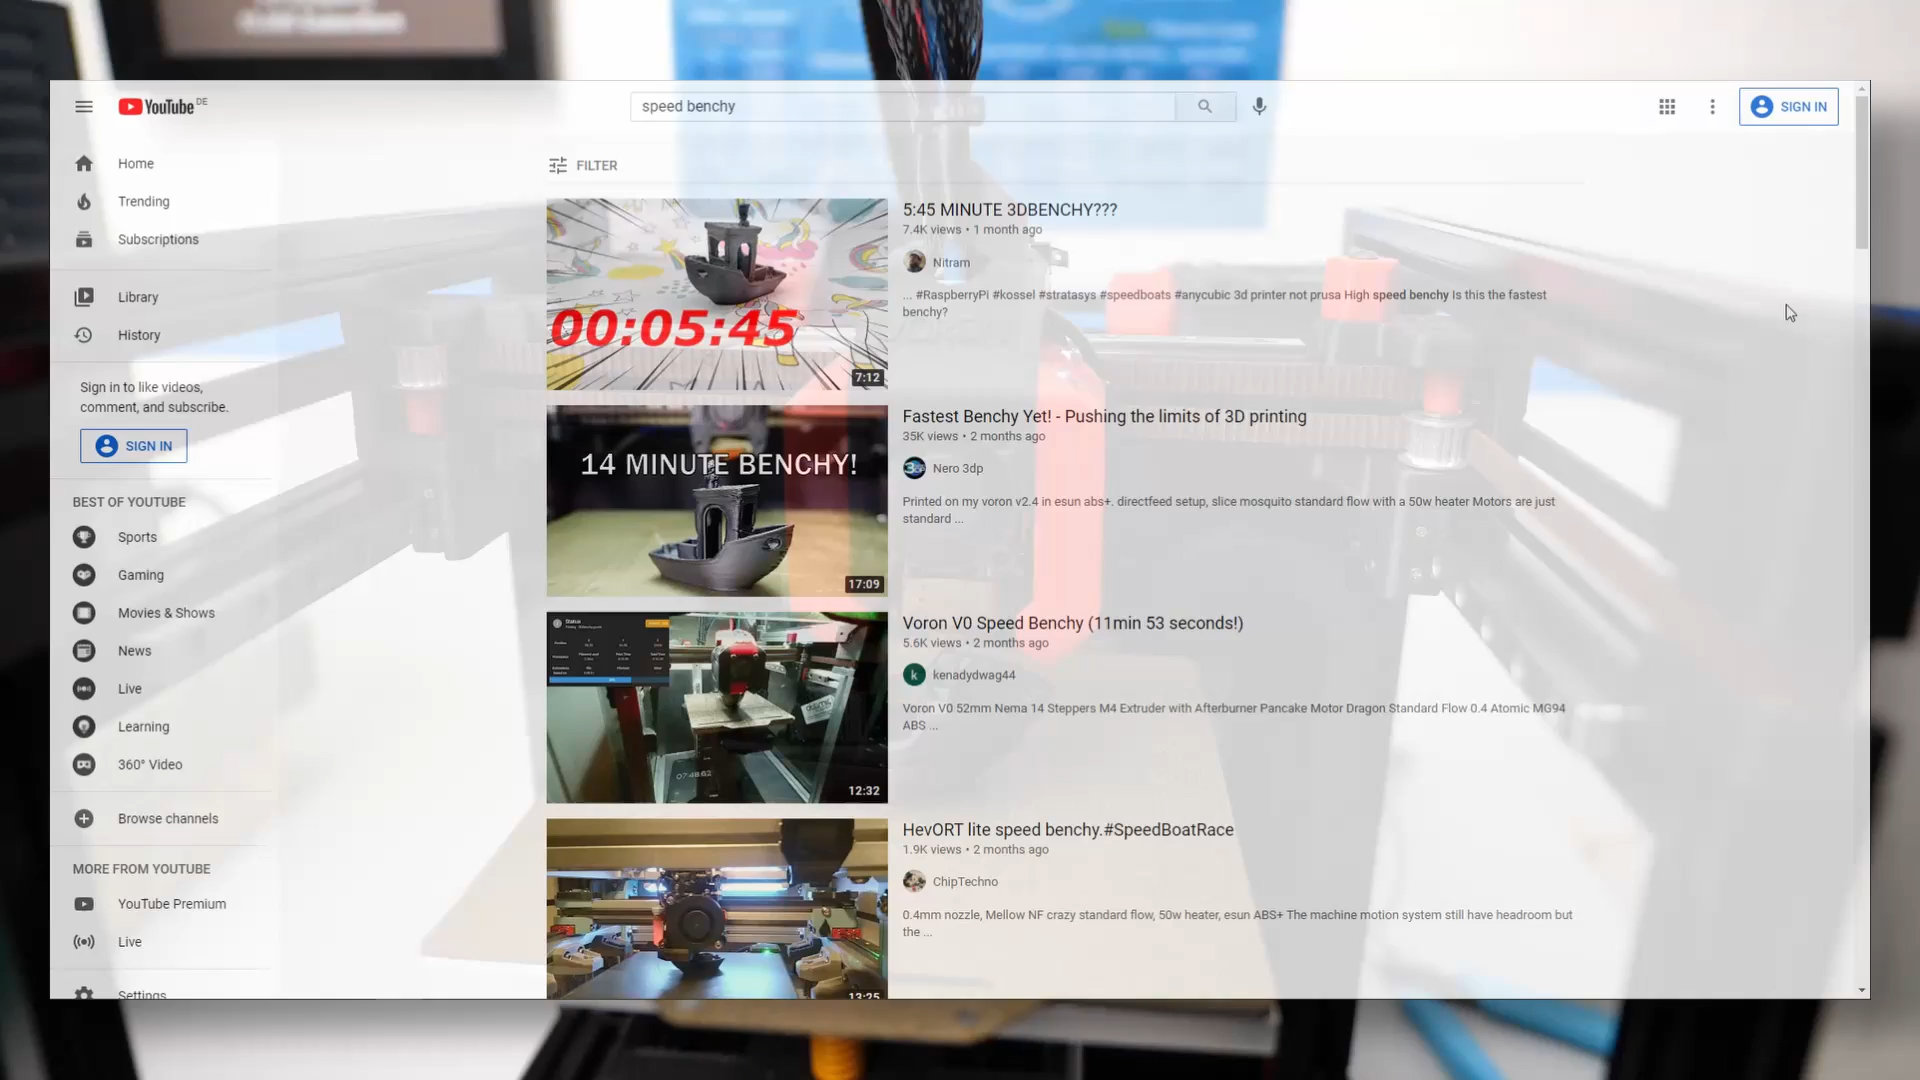 YouTube DE
speed benchy
SIGN IN
Home
Trending
Subscriptions
Library
History
Sign in to like videos,
comment, and subscribe.
SIGN IN
BEST OF YOUTUBE
Sports
Gaming
Movies & Shows
News
Live
Learning
360° Video
Browse channels
MORE FROM YOUTUBE
YouTube Premium
Live
Settings
FILTER
00:05:45
7:12
5:45 MINUTE 3DBENCHY???
7.4K views • 1 month ago
Nitram
... #RaspberryPi #kossel #stratasys #speedboats #anycubic 3d printer not prusa High speed benchy Is this the fastest
benchy?
14 MINUTE BENCHY!
17:09
Fastest Benchy Yet! - Pushing the limits of 3D printing
35K views • 2 months ago
Nero 3dp
Printed on my voron v2.4 in esun abs+. directfeed setup, slice mosquito standard flow with a 50w heater Motors are just
standard ...
Status
12:32
Voron V0 Speed Benchy (11min 53 seconds!)
5.6K views • 2 months ago
k
kenadydwag44
Voron V0 52mm Nema 14 Steppers M4 Extruder with Afterburner Pancake Motor Dragon Standard Flow 0.4 Atomic MG94
ABS ...
13:25
HevORT lite speed benchy.#SpeedBoatRace
1.9K views • 2 months ago
ChipTechno
0.4mm nozzle, Mellow NF crazy standard flow, 50w heater, esun ABS+ The machine motion system still have headroom but
the ...